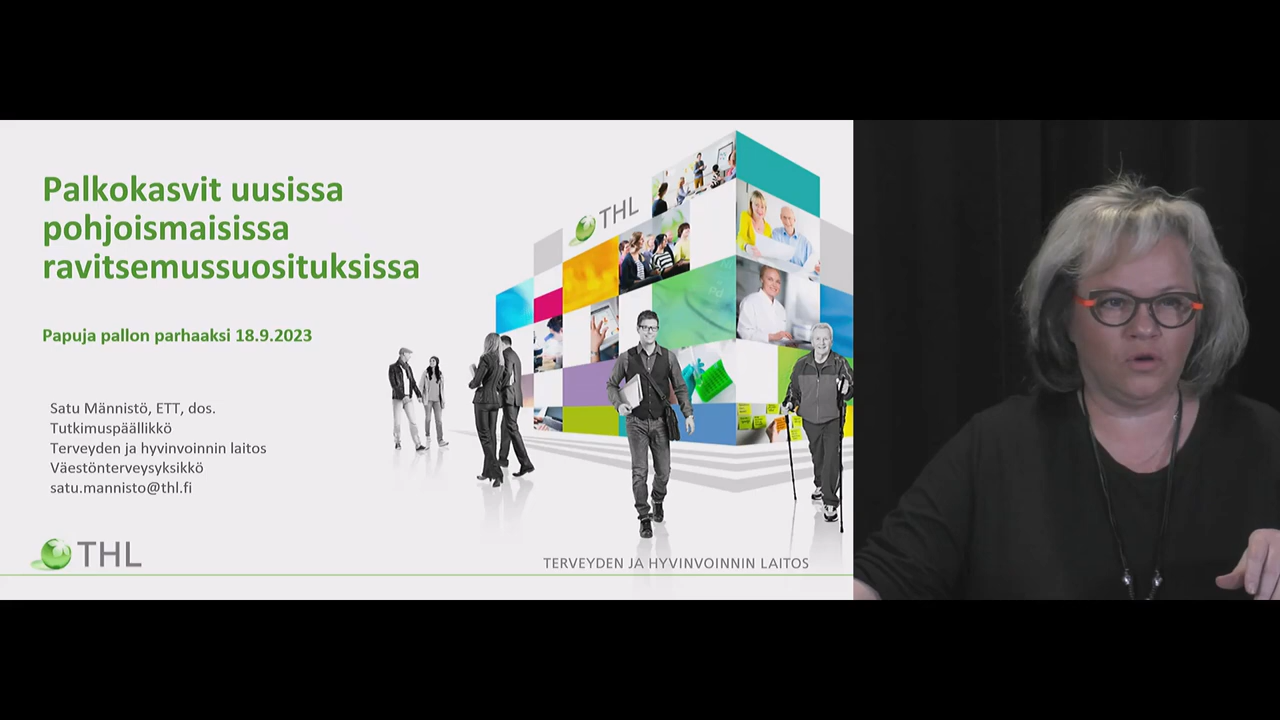 Palkokasvit uusissa
pohjoismaisissa
ravitsemussuosituksissa
Papuja pallon parhaaksi 18.9.2023
Satu Männistö, ETT, dos.
Tutkimuspäällikkö
Terveyden ja hyvinvoinnin laitos
Väestönterveysyksikkö
satu.mannisto@thl.fi
THL
THL
TERVEYDEN JA HYVINVOINNIN LAITOS